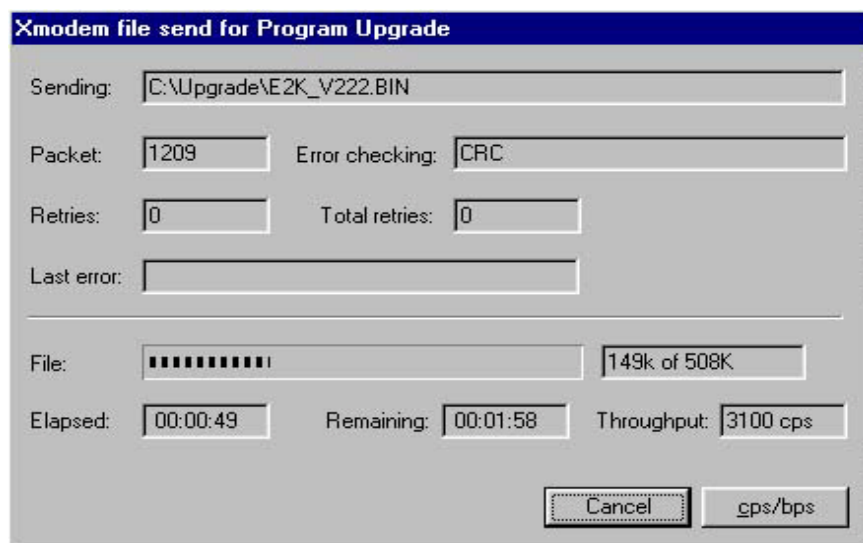 Xmodem file send for Program Upgrade
Sending: C:\Upgrade\E2K_V222.BIN
Packet: 1209 Error checking: CRC
Retries: 0 Total retries: 0
Last error:
File: 149k of 508K
Elapsed: 00:00:49 Remaining: 00:01:58 Throughput: 3100 cps
Cancel cps/bps